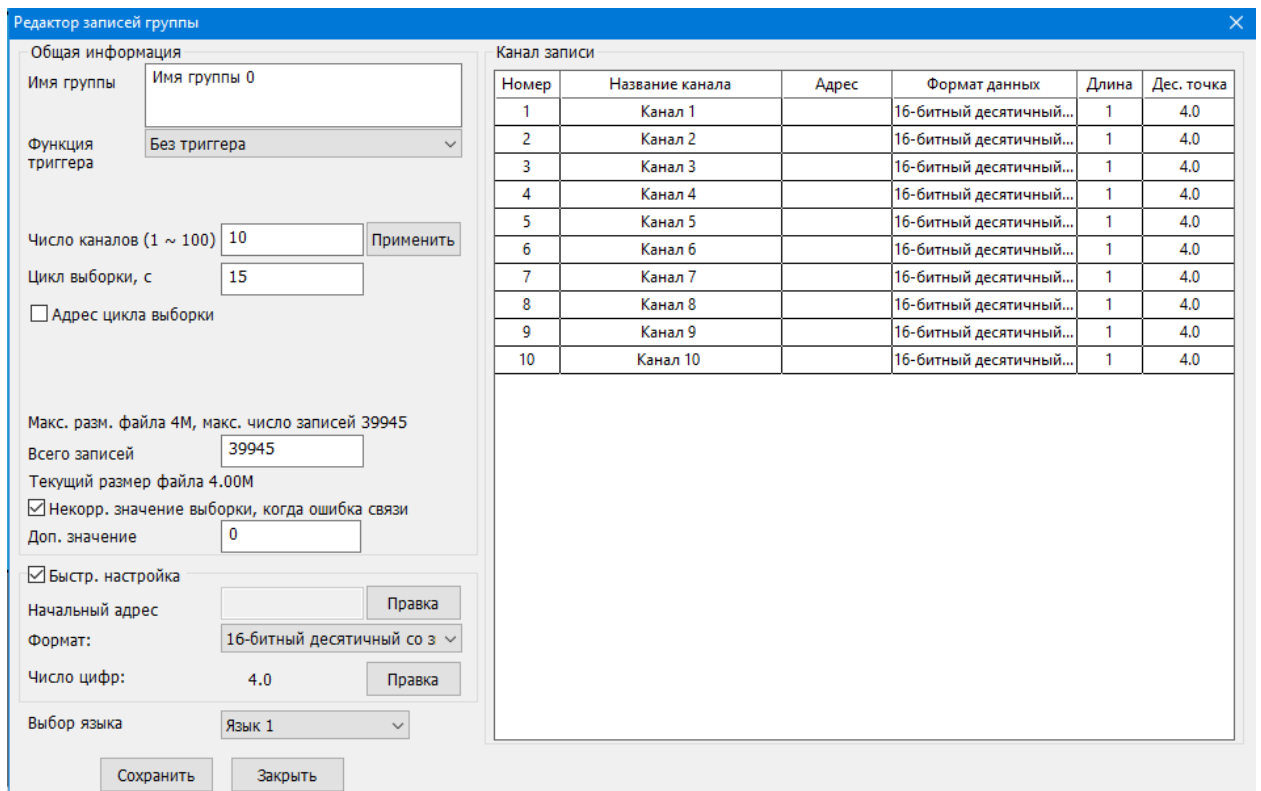 Редактор записей группы
Общая информация
Имя группы
Имя группы 0
Функция триггера
Без триггера
Число каналов (1 ~ 100)
10
Применить
Цикл выборки, с
15
Адрес цикла выборки
Макс. разм. файла 4М, макс. число записей 39945
Всего записей
39945
Текущий размер файла 4.00М
Некорр. значение выборки, когда ошибка связи
Доп. значение
0
Быстр. настройка
Начальный адрес
Правка
Формат:
16-битный десятичный со з
Число цифр:
4.0
Правка
Выбор языка
Язык 1
Сохранить
Закрыть
Канал записи
Номер Название канала Адрес Формат данных Длина Дес. точка
1 Канал 1 16-битный десятичный... 1 4.0
2 Канал 2 16-битный десятичный... 1 4.0
3 Канал 3 16-битный десятичный... 1 4.0
4 Канал 4 16-битный десятичный... 1 4.0
5 Канал 5 16-битный десятичный... 1 4.0
6 Канал 6 16-битный десятичный... 1 4.0
7 Канал 7 16-битный десятичный... 1 4.0
8 Канал 8 16-битный десятичный... 1 4.0
9 Канал 9 16-битный десятичный... 1 4.0
10 Канал 10 16-битный десятичный... 1 4.0